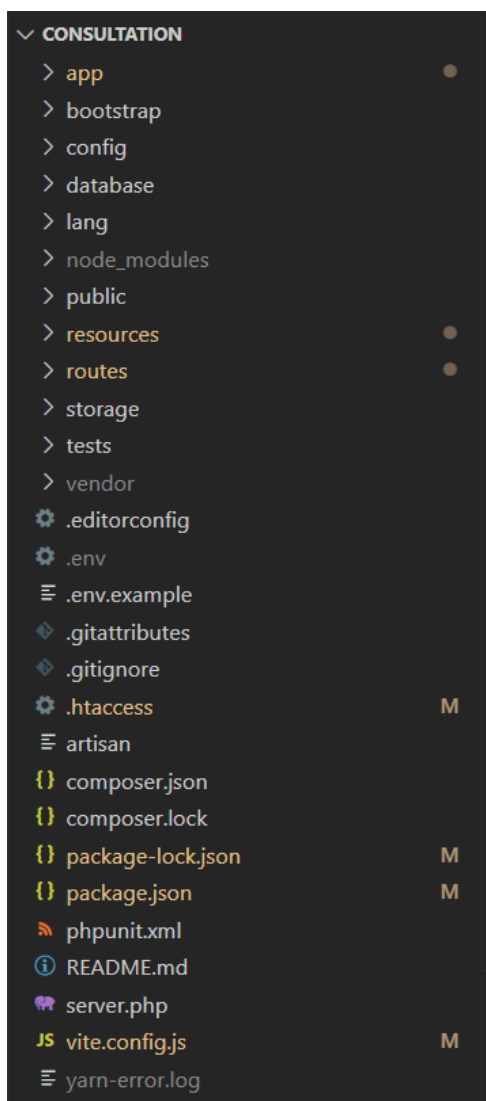 CONSULTATION
app
bootstrap
config
database
lang
node_modules
public
resources
routes
storage
tests
vendor
.editorconfig
.env
.env.example
.gitattributes
.gitignore
.htaccess M
artisan
{} composer.json
{} composer.lock
{} package-lock.json M
{} package.json M
phpunit.xml
README.md
server.php
JS vite.config.js M
yarn-error.log